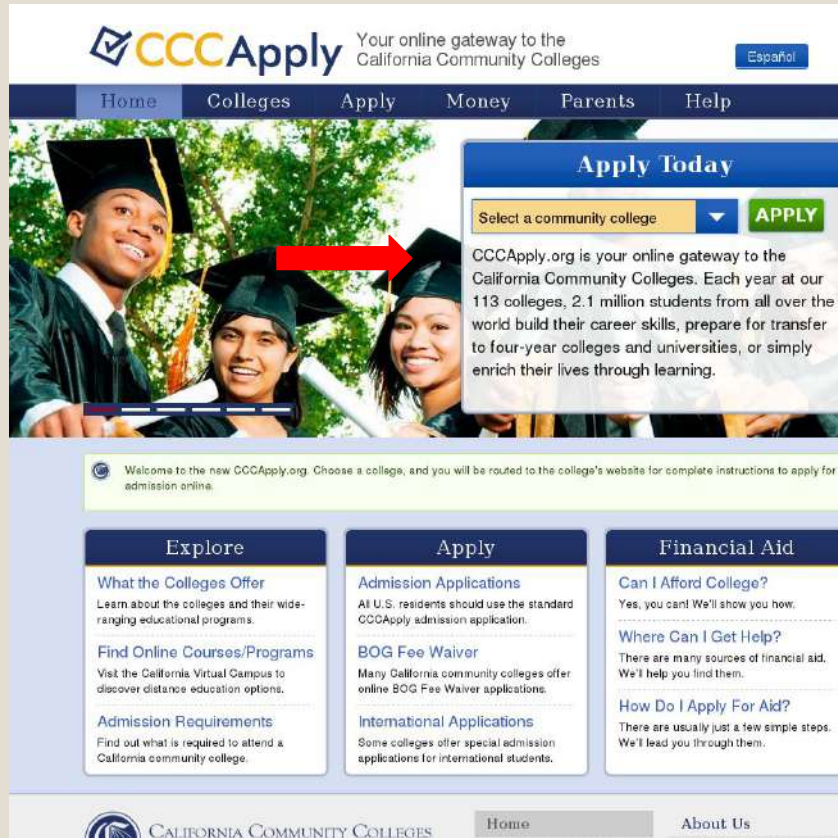 CCCApply
Your online gateway to the
California Community Colleges
Español
Home Colleges Apply Money Parents Help
Apply Today
Select a community college
APPLY
CCCApply.org is your online gateway to the
California Community Colleges. Each year at our
113 colleges, 2.1 million students from all over the
world build their career skills, prepare for transfer
to four-year colleges and universities, or simply
enrich their lives through learning.
Welcome to the new CCCApply.org. Choose a college, and you will be routed to the college's website for complete instructions to apply for
admission online.
Explore
What the Colleges Offer
Learn about the colleges and their wide-
ranging educational programs.
Find Online Courses/Programs
Visit the California Virtual Campus to
discover distance education options.
Admission Requirements
Find out what is required to attend a
California community college.
Apply
Admission Applications
All U.S. residents should use the standard
CCCApply admission application.
BOG Fee Waiver
Many California community colleges offer
online BOG Fee Waiver applications.
International Applications
Some colleges offer special admission
applications for international students.
Financial Aid
Can I Afford College?
Yes, you can! We'll show you how.
Where Can I Get Help?
There are many sources of financial aid.
We'll help you find them.
How Do I Apply For Aid?
There are usually just a few simple steps.
We'll lead you through them.
CALIFORNIA COMMUNITY COLLEGES
Home
About Us